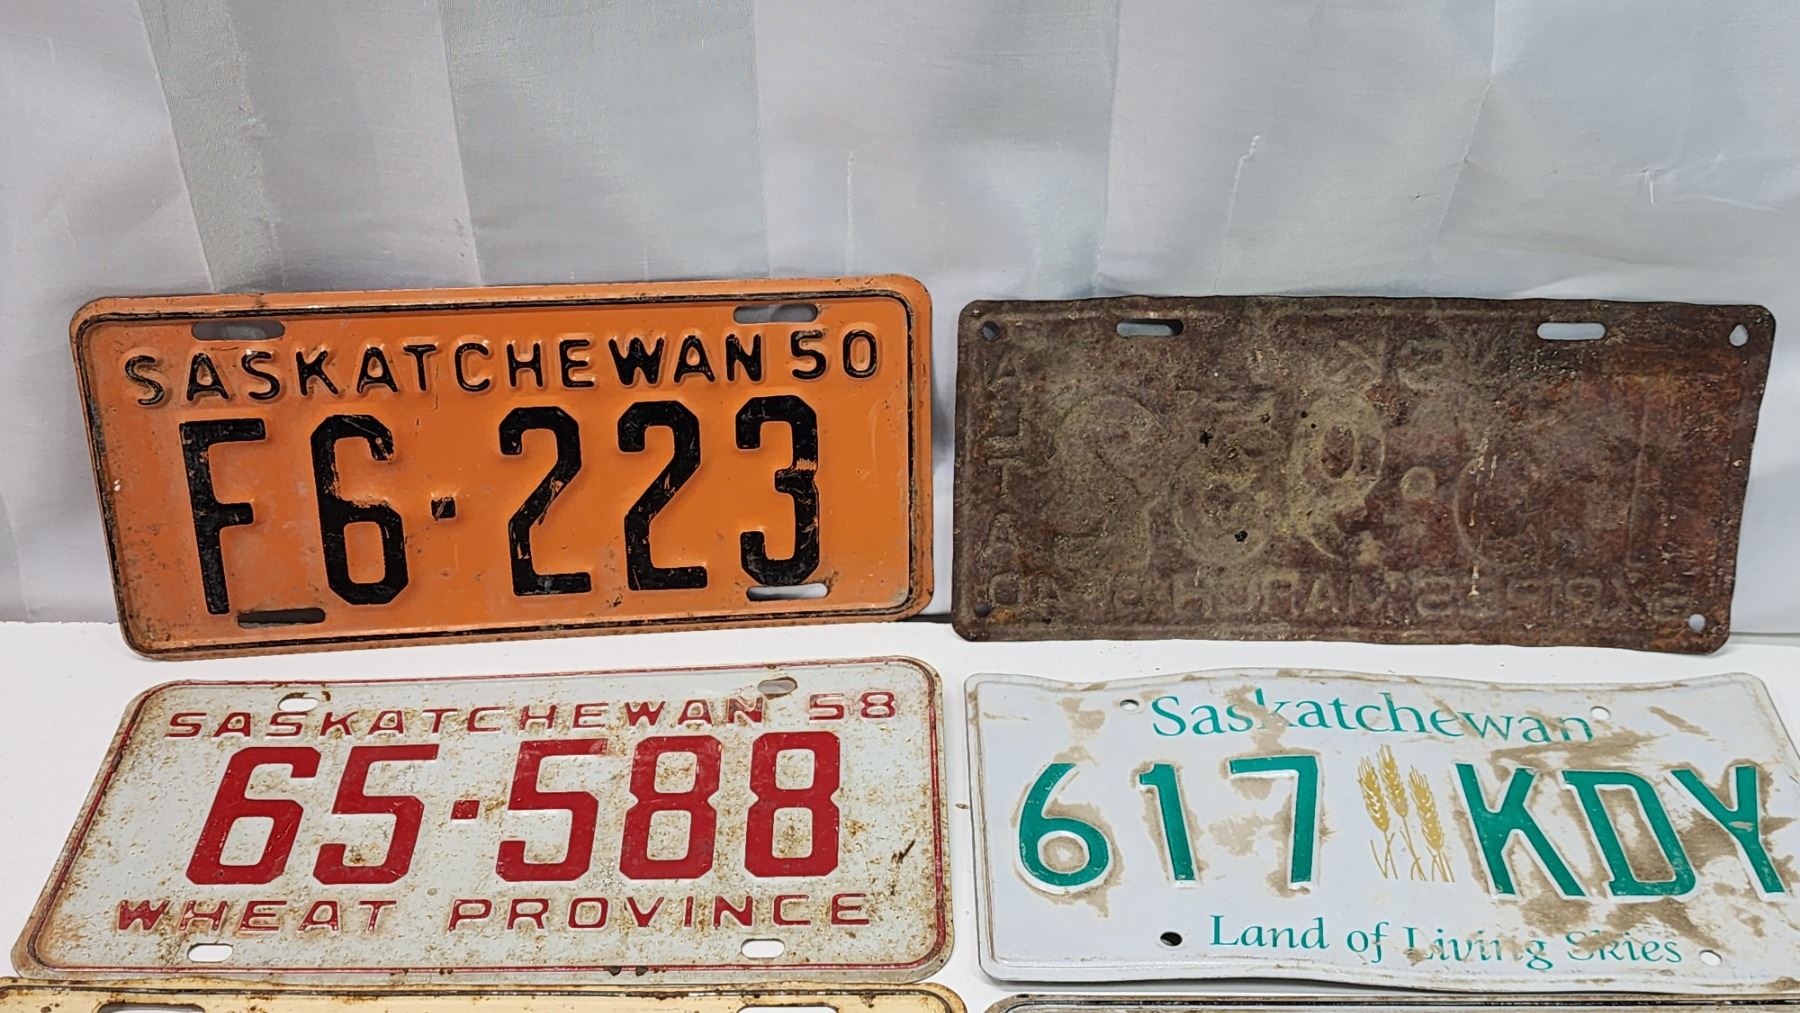 SASKATCHEWAN 50
F6-223
SASKATCHEWAN 58
65-588
WHEAT PROVINCE
Saskatchewan
617 KDY
Land of Living Skies